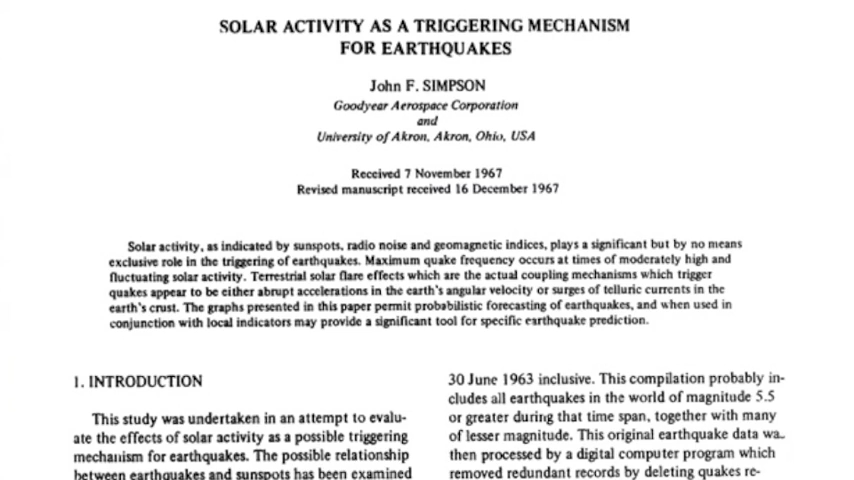 SOLAR ACTIVITY AS A TRIGGERING MECHANISM
FOR EARTHQUAKES
John F. SIMPSON
Goodyear Aerospace Corporation
and
University of Akron, Akron, Ohio, USA
Received 7 November 1967
Revised manuscript received 16 December 1967
Solar activity, as indicated by sunspots, radio noise and geomagnetic indices, plays a significant but by no means
exclusive role in the triggering of earthquakes. Maximum quake frequency occurs at times of moderately high and
fluctuating solar activity. Terrestrial solar flare effects which are the actual coupling mechanisms which trigger
quakes appear to be either abrupt accelerations in the earth's angular velocity or surges of telluric currents in the
earth's crust. The graphs presented in this paper permit probabilistic forecasting of earthquakes, and when used in
conjunction with local indicators may provide a significant tool for specific earthquake prediction.
1. INTRODUCTION
This study was undertaken in an attempt to evalu-
ate the effects of solar activity as a possible triggering
mechanism for earthquakes. The possible relationship
between earthquakes and sunspots has been examined
30 June 1963 inclusive. This compilation probably in-
cludes all earthquakes in the world of magnitude 5.5
or greater during that time span, together with many
of lesser magnitude. This original earthquake data wa
then processed by a digital computer program which
removed redundant records by deleting quakes re-